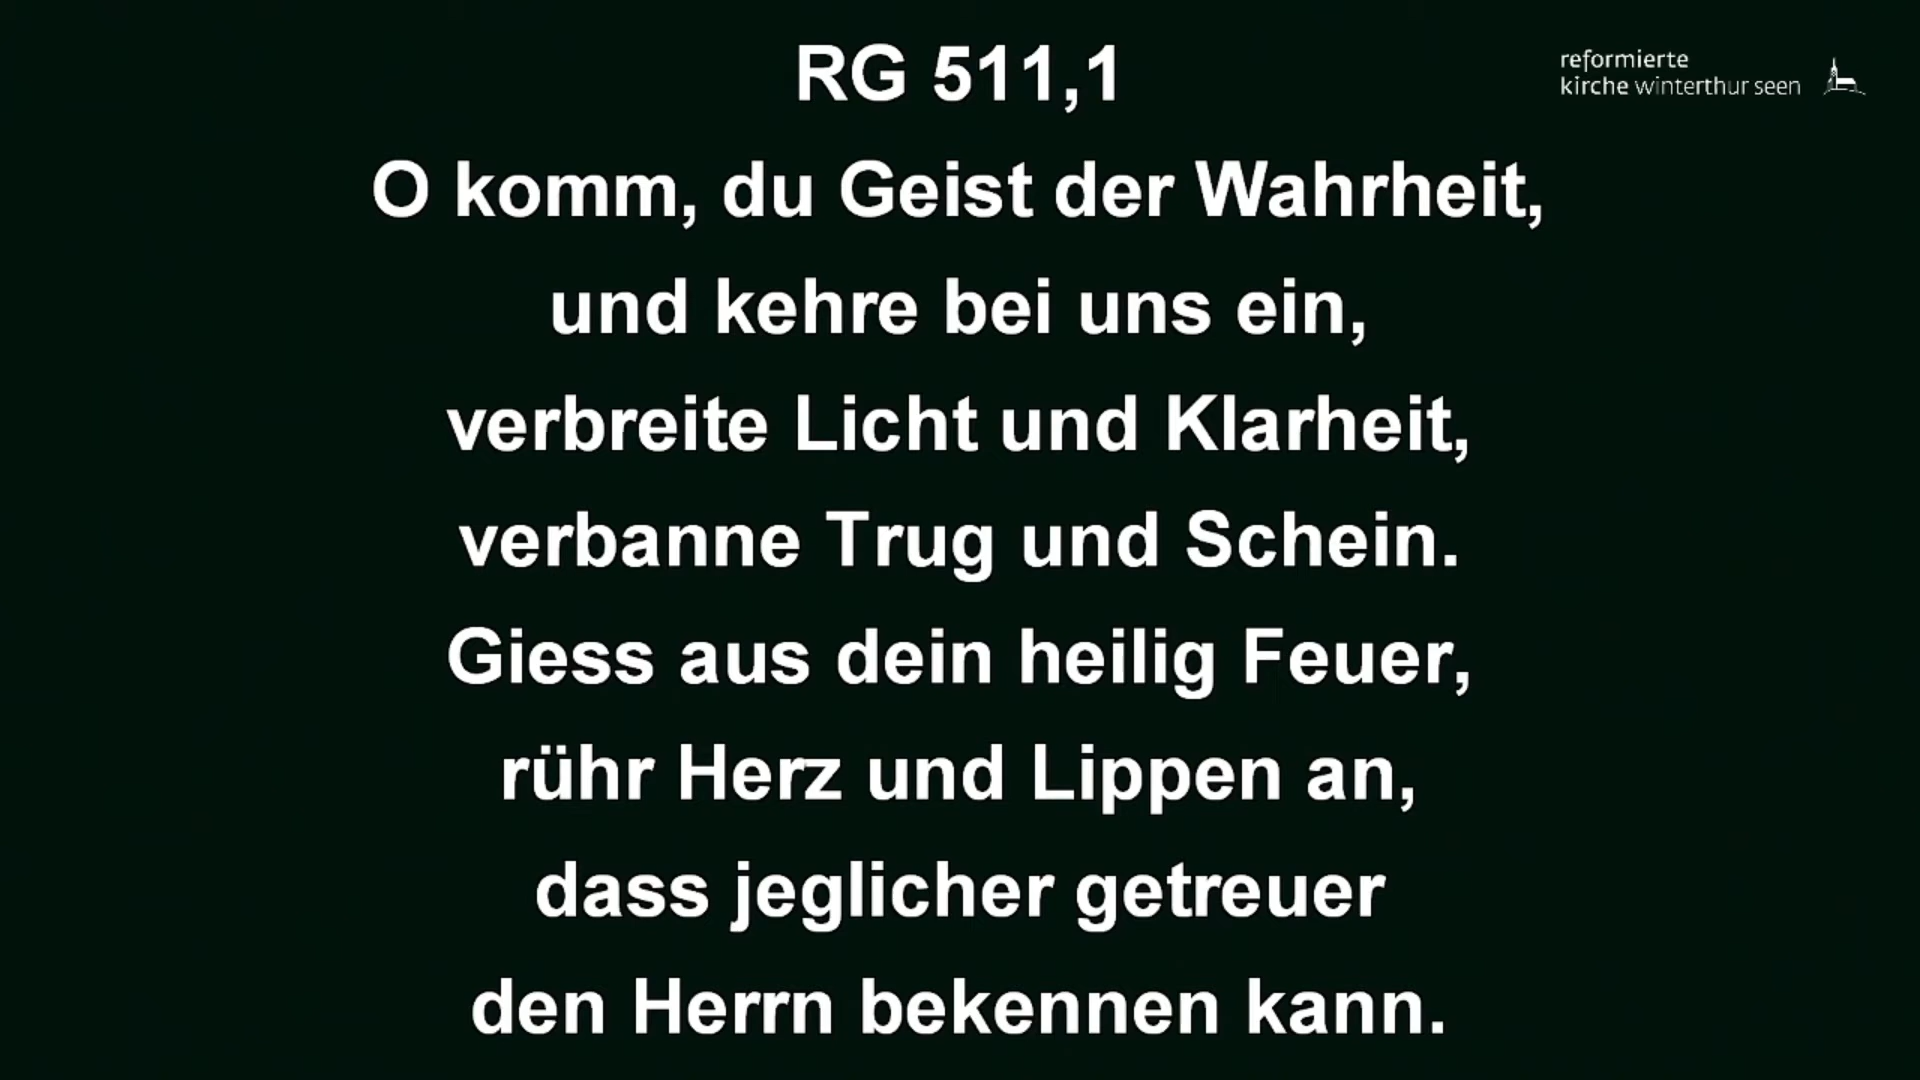 RG 511,1
reformierte
kirche winterthur seen
O komm, du Geist der Wahrheit,
und kehre bei uns ein,
verbreite Licht und Klarheit,
verbanne Trug und Schein.
Giess aus dein heilig Feuer,
rühr Herz und Lippen an,
dass jeglicher getreuer
den Herrn bekennen kann.